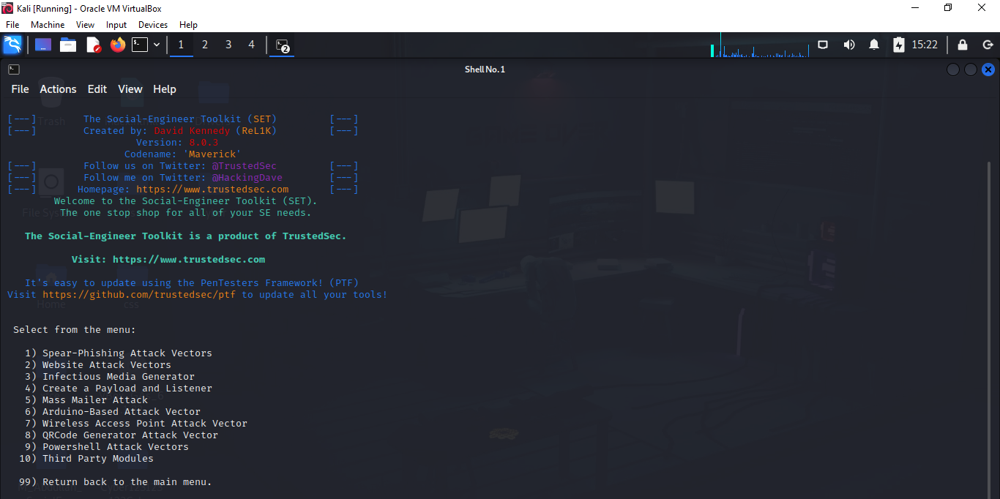 Kali [Running] - Oracle VM VirtualBox
File Machine View Input Devices Help
1 2 3 4 2 15:22
Shell No. 1
File Actions Edit View Help
[---] The Social-Engineer Toolkit (SET) [---]
[---] Created by: David Kennedy (ReL1K) [---]
Version: 8.0.3
Codename: 'Maverick'
[---] Follow us on Twitter: @TrustedSec [---]
[---] Follow me on Twitter: @HackingDave [---]
[---] Homepage: https://www.trustedsec.com [---]
Welcome to the Social-Engineer Toolkit (SET).
The one stop shop for all of your SE needs.
The Social-Engineer Toolkit is a product of TrustedSec.
Visit: https://www.trustedsec.com
It's easy to update using the PenTesters Framework! (PTF)
Visit https://github.com/trustedsec/ptf to update all your tools!
Select from the menu:
1) Spear-Phishing Attack Vectors
2) Website Attack Vectors
3) Infectious Media Generator
4) Create a Payload and Listener
5) Mass Mailer Attack
6) Arduino-Based Attack Vector
7) Wireless Access Point Attack Vector
8) QRCode Generator Attack Vector
9) Powershell Attack Vectors
10) Third Party Modules
99) Return back to the main menu.
Trash
File System
Home
css